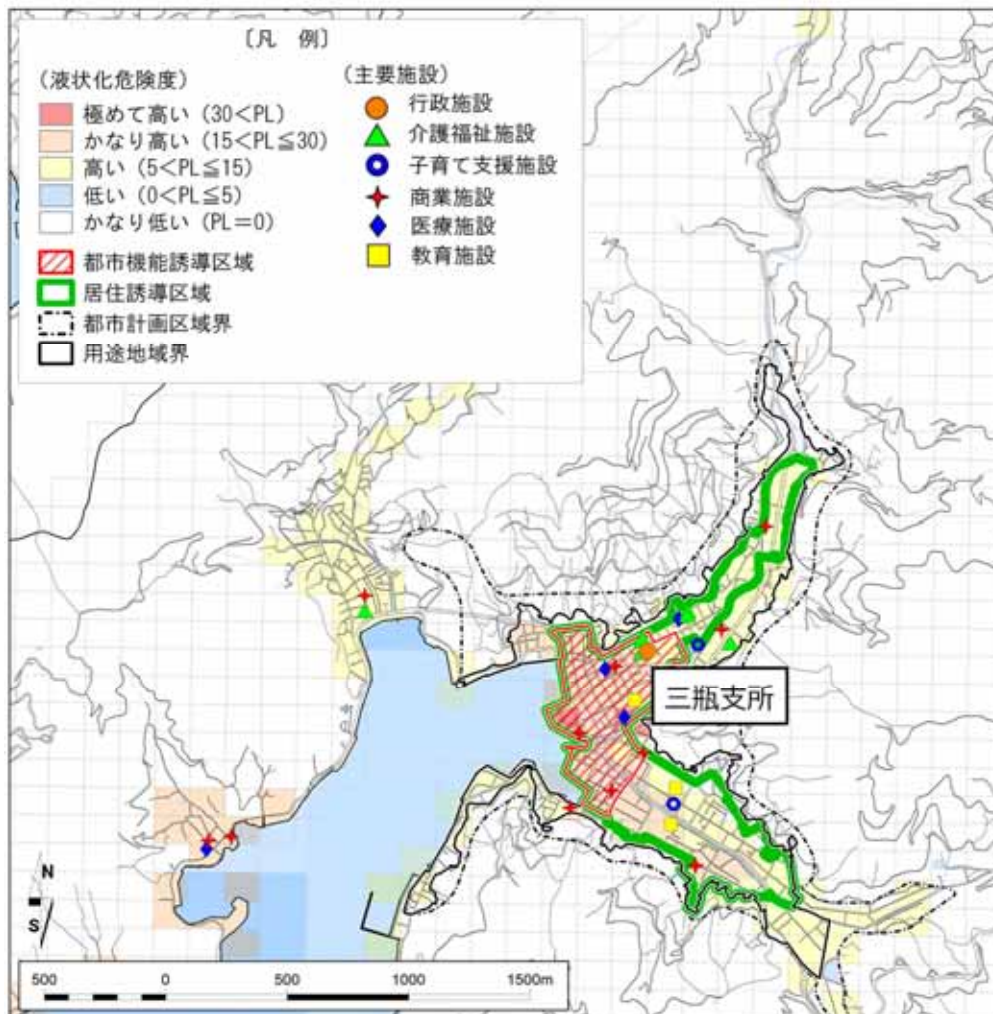 〔凡 例〕
(液状化危険度)
極めて高い (30<PL)
かなり高い (15<PL≦30)
高い (5<PL≦15)
低い (0<PL≦5)
かなり低い (PL=0)
都市機能誘導区域
居住誘導区域
都市計画区域界
用途地域界
(主要施設)
行政施設
介護福祉施設
子育て支援施設
商業施設
医療施設
教育施設
三瓶支所
N
S
500 0 500 1000 1500m